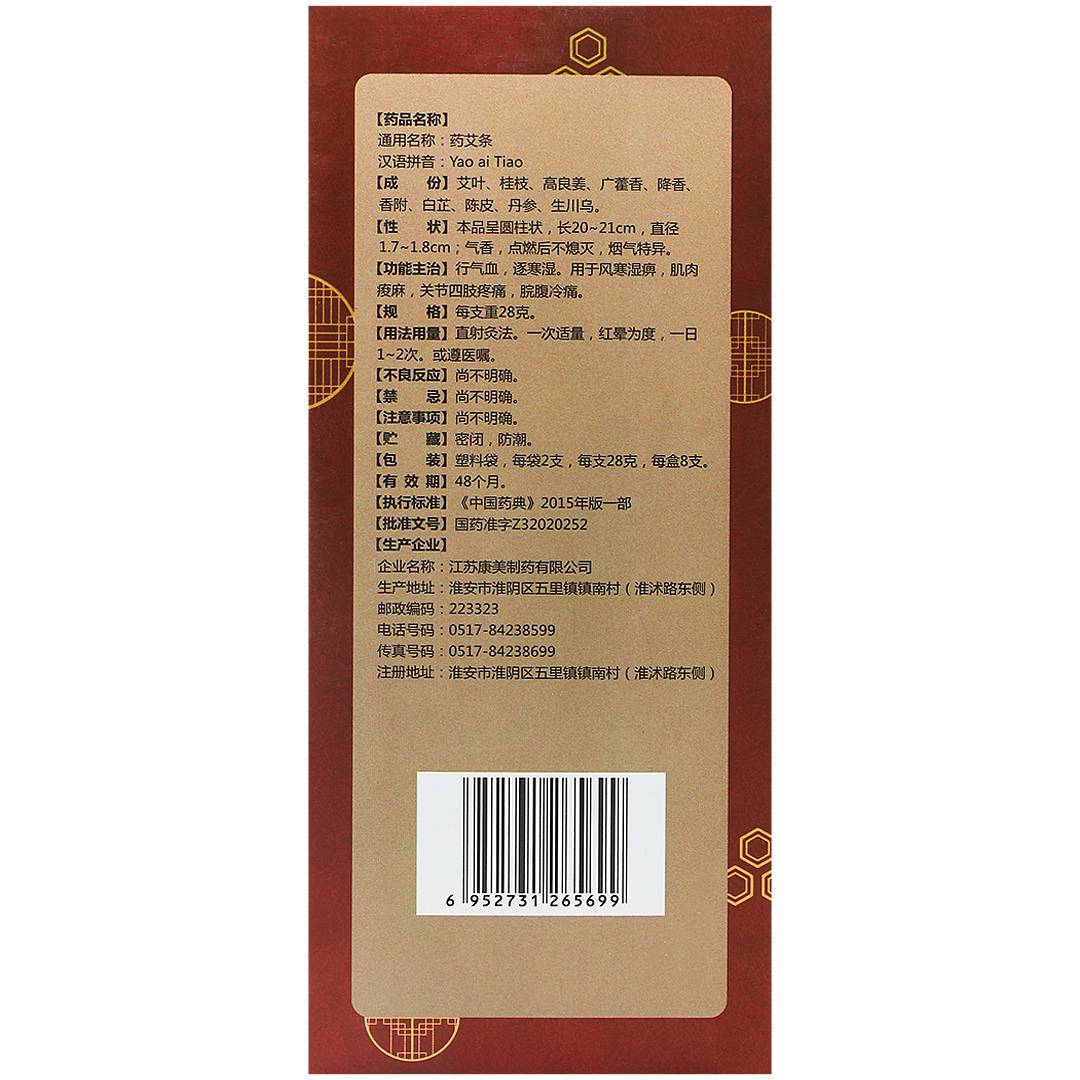 【药品名称】
通用名称：药艾条
汉语拼音：Yao ai Tiao
【成 份】艾叶、桂枝、高良姜、广藿香、降香、
香附、白芷、陈皮、丹参、生川乌。
【性 状】本品呈圆柱状，长20~21cm，直径
1.7~1.8cm；气香，点燃后不熄灭，烟气特异。
【功能主治】行气血，逐寒湿。用于风寒湿痹，肌肉
痠麻，关节四肢疼痛，脘腹冷痛。
【规 格】每支重28克。
【用法用量】直射灸法。一次适量，红晕为度，一日
1~2次。或遵医嘱。
【不良反应】尚不明确。
【禁 忌】尚不明确。
【注意事项】尚不明确。
【贮 藏】密闭，防潮。
【包 装】塑料袋，每袋2支，每支28克，每盒8支。
【有 效 期】48个月。
【执行标准】《中国药典》2015年版一部
【批准文号】国药准字Z32020252
【生产企业】
企业名称：江苏康美制药有限公司
生产地址：淮安市淮阴区五里镇镇南村（淮沭路东侧）
邮政编码：223323
电话号码：0517-84238599
传真号码：0517-84238699
注册地址：淮安市淮阴区五里镇镇南村（淮沭路东侧）
6 952731 265699